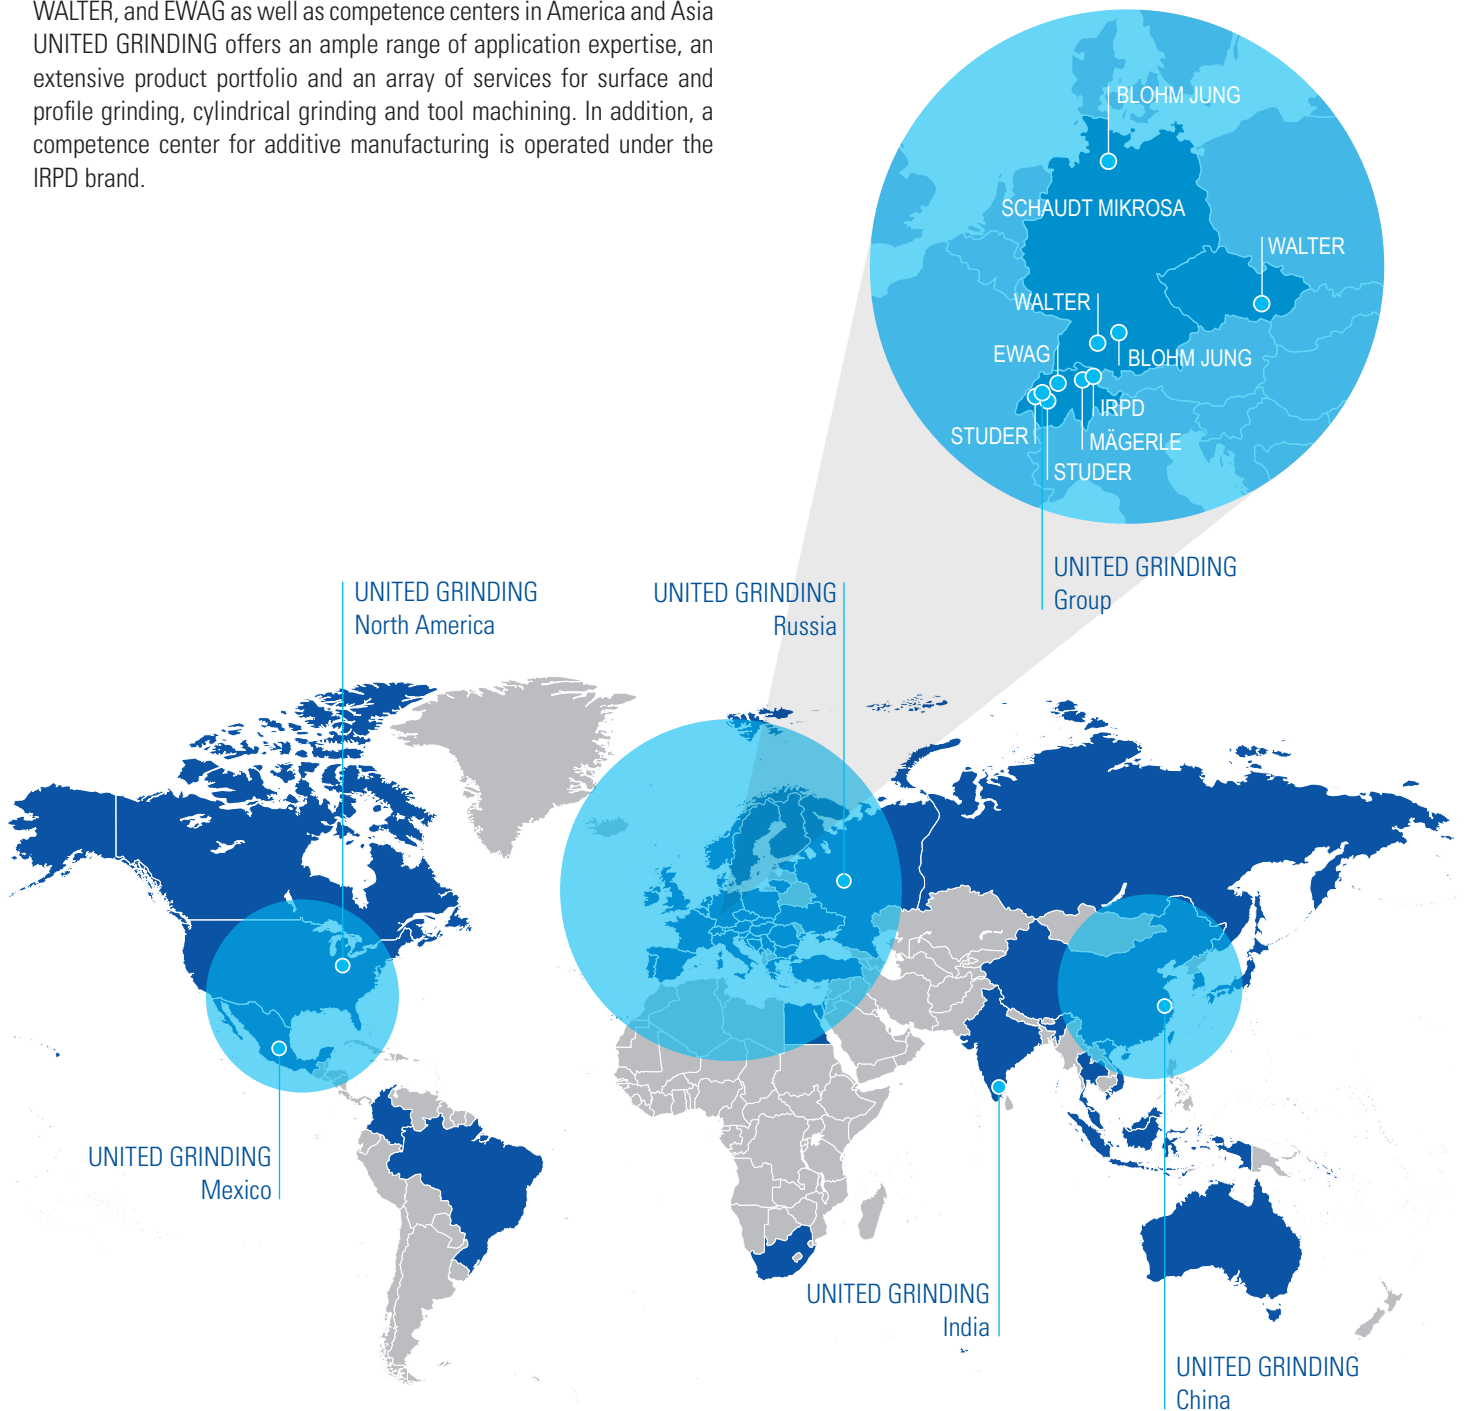 WALTER, and EWAG as well as competence centers in America and Asia
UNITED GRINDING offers an ample range of application expertise, an
extensive product portfolio and an array of services for surface and
profile grinding, cylindrical grinding and tool machining. In addition, a
competence center for additive manufacturing is operated under the
IRPD brand.
BLOHM JUNG
SCHAUDT MIKROSA
WALTER
WALTER
EWAG
BLOHM JUNG
IRPD
STUDER
MÄGERLE
STUDER
UNITED GRINDING
Group
UNITED GRINDING
North America
UNITED GRINDING
Russia
UNITED GRINDING
Mexico
UNITED GRINDING
India
UNITED GRINDING
China